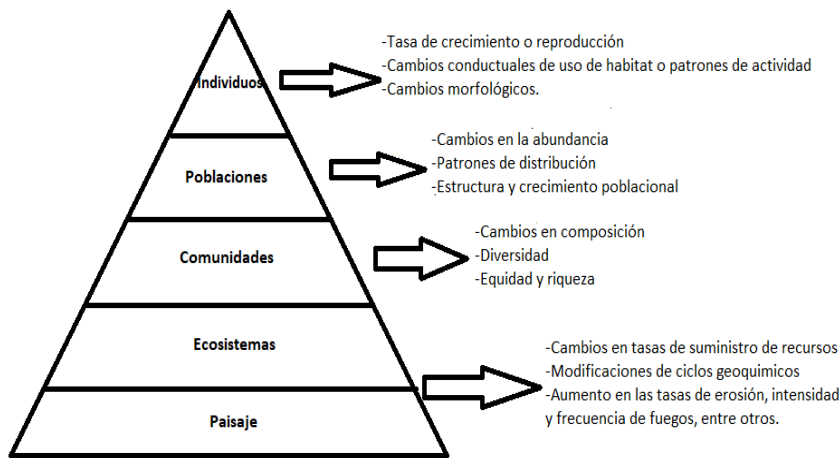 Individuos
-Tasa de crecimiento o reproducción
-Cambios conductuales de uso de habitat o patrones de actividad
-Cambios morfológicos.
Poblaciones
-Cambios en la abundancia
-Patrones de distribución
-Estructura y crecimiento poblacional
Comunidades
-Cambios en composición
-Diversidad
-Equidad y riqueza
Ecosistemas
Paisaje
-Cambios en tasas de suministro de recursos
-Modificaciones de ciclos geoquimicos
-Aumento en las tasas de erosión, intensidad
y frecuencia de fuegos, entre otros.